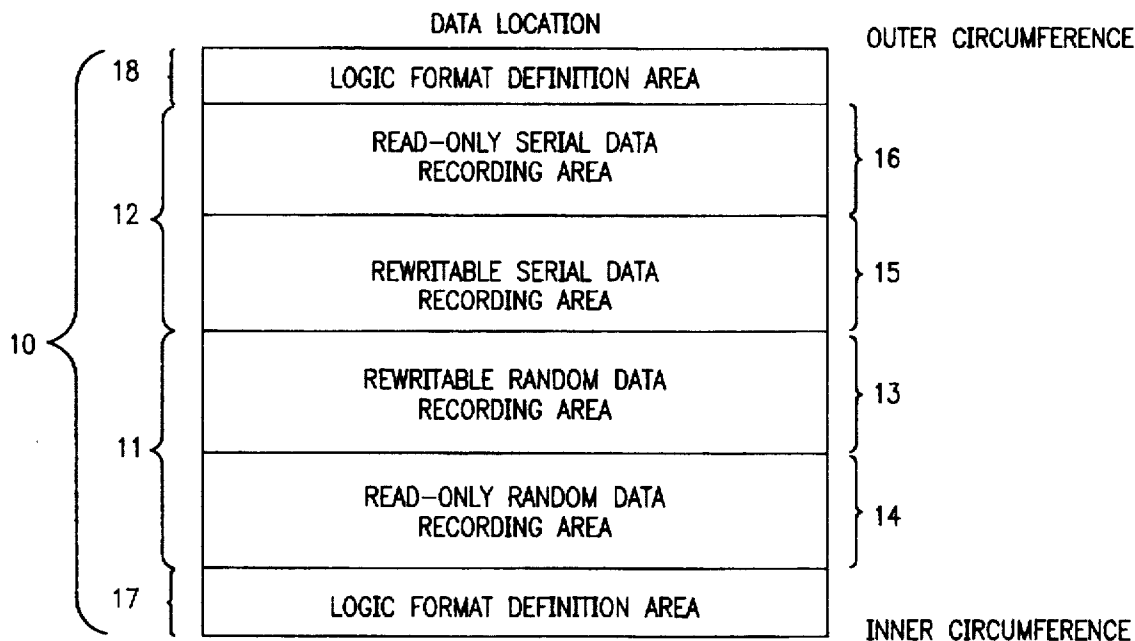 DATA LOCATION
OUTER CIRCUMFERENCE
18
LOGIC FORMAT DEFINITION AREA
READ-ONLY SERIAL DATA
RECORDING AREA
16
12
REWRITABLE SERIAL DATA
RECORDING AREA
15
10
REWRITABLE RANDOM DATA
RECORDING AREA
13
11
READ-ONLY RANDOM DATA
RECORDING AREA
14
17
LOGIC FORMAT DEFINITION AREA
INNER CIRCUMFERENCE